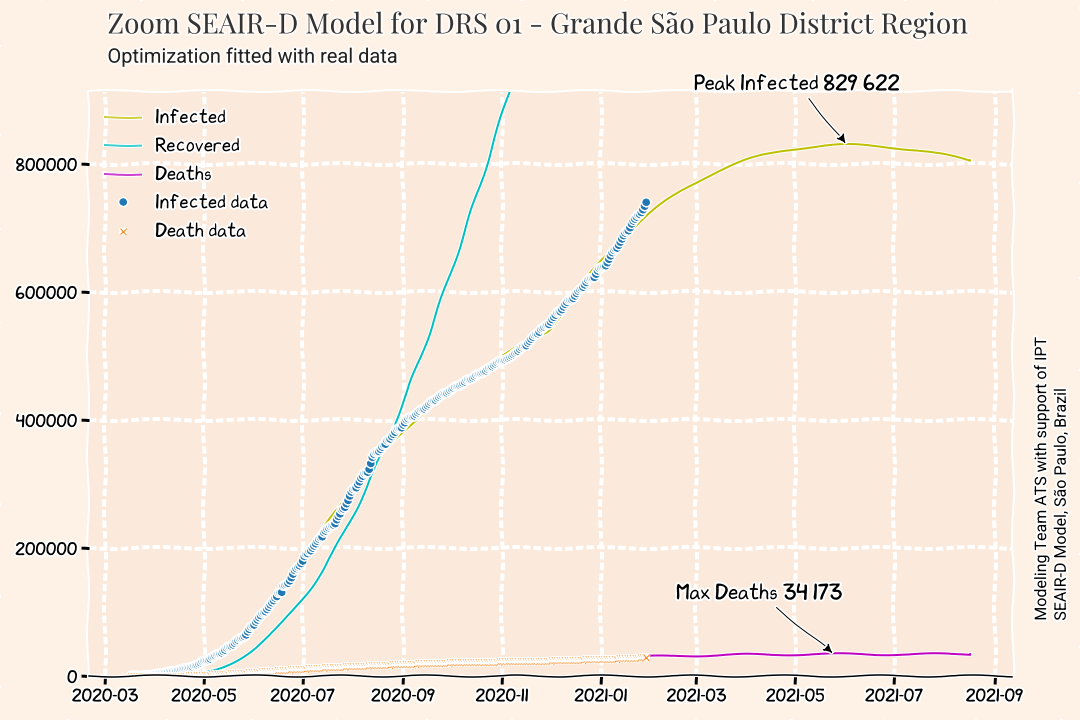 Zoom SEAIR-D Model for DRS 01 - Grande São Paulo District Region
Optimization fitted with real data
Peak Infected 829 622
Infected
Recovered
Deaths
Infected data
Death data
800000
600000
400000
200000
0
Max Deaths 34 173
2020-03 2020-05 2020-07 2020-09 2020-11 2021-01 2021-03 2021-05 2021-07 2021-09
Modeling Team ATS with support of IPT
SEAIR-D Model, São Paulo, Brazil